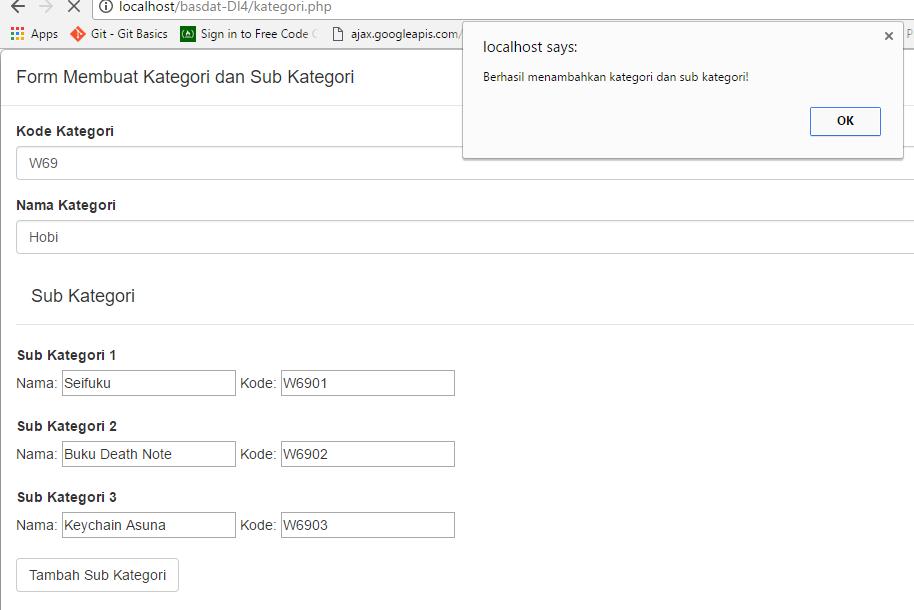 localhost/basdat-DI4/kategori.php
Apps Git - Git Basics Sign in to Free Code ajax.googleapis.com/
localhost says:
Berhasil menambahkan kategori dan sub kategori!
OK
Form Membuat Kategori dan Sub Kategori
Kode Kategori
W69
Nama Kategori
Hobi
Sub Kategori
Sub Kategori 1
Nama: Seifuku Kode: W6901
Sub Kategori 2
Nama: Buku Death Note Kode: W6902
Sub Kategori 3
Nama: Keychain Asuna Kode: W6903
Tambah Sub Kategori